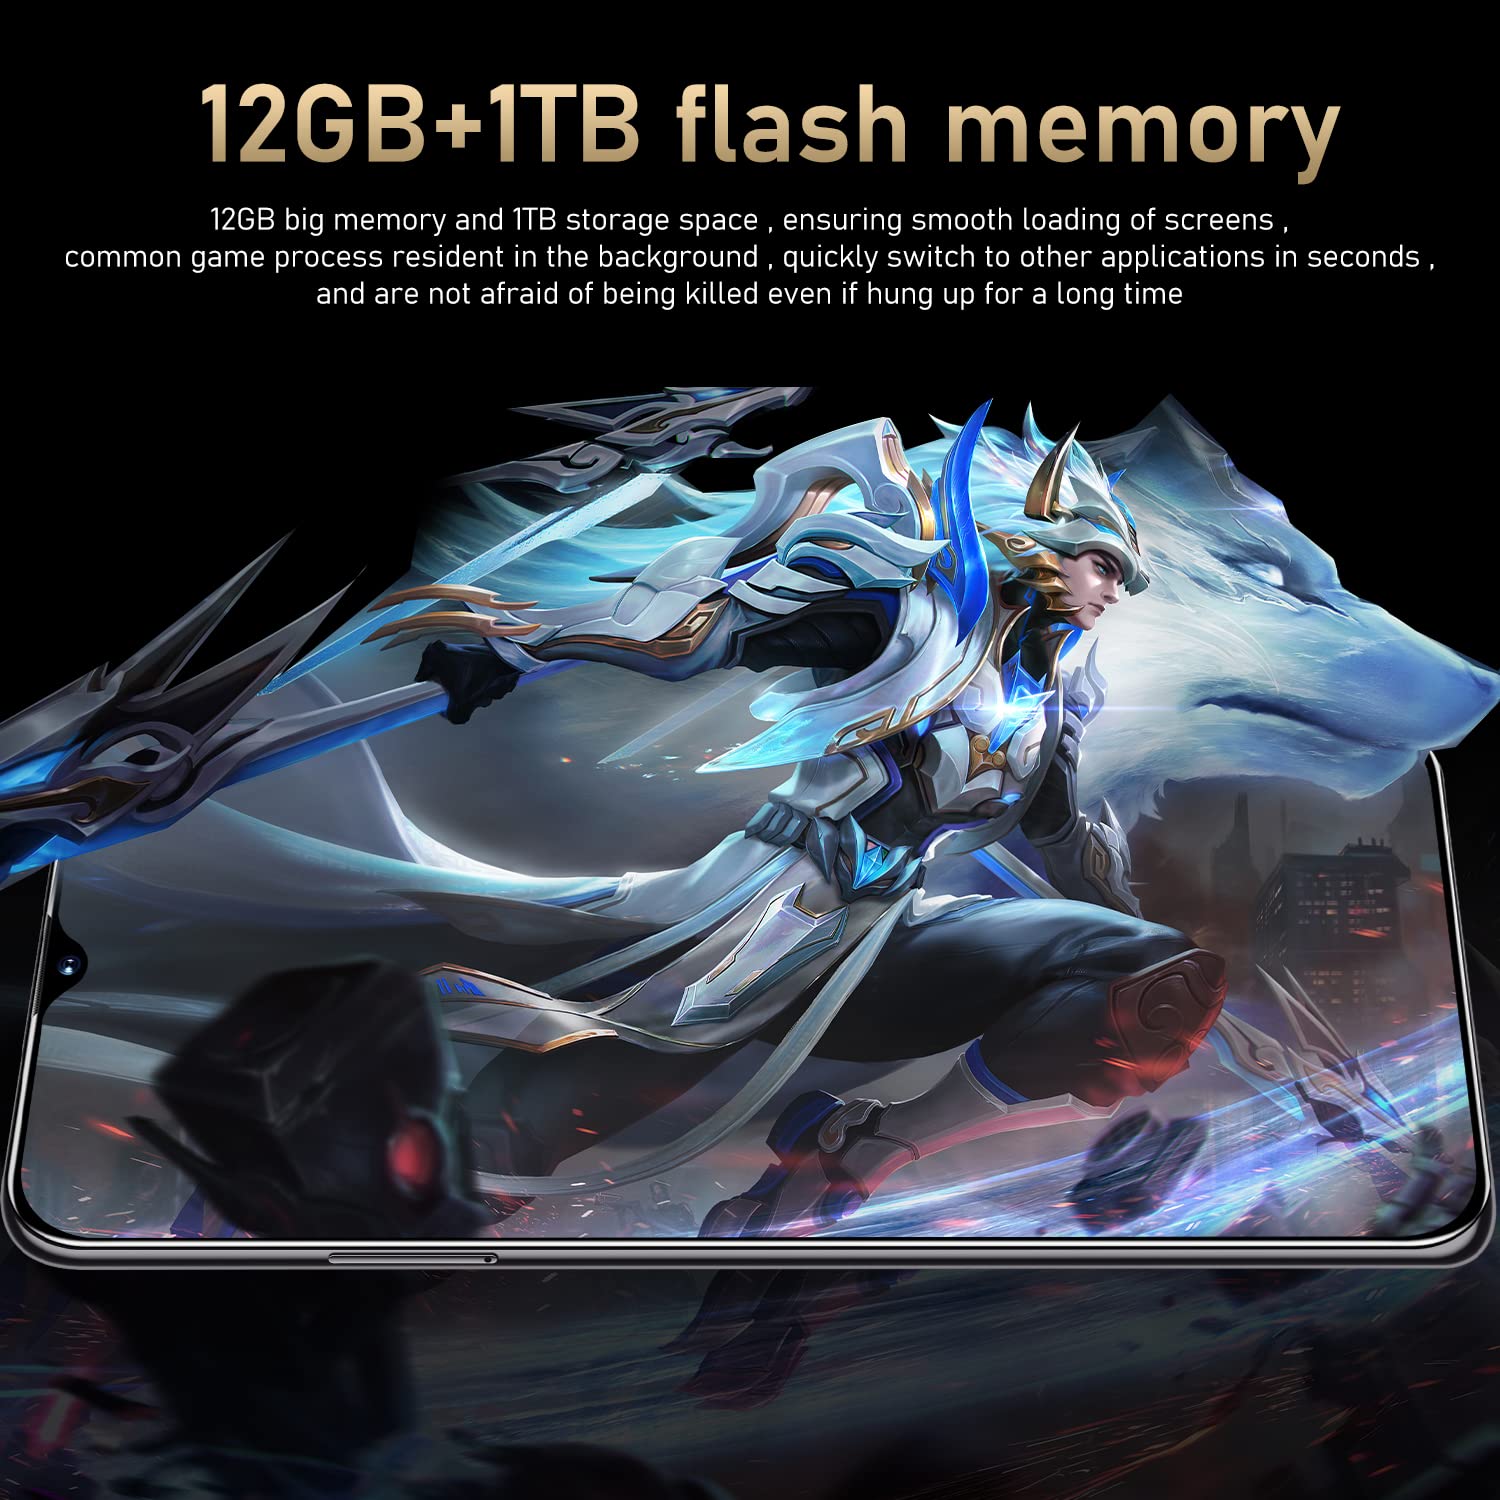 12GB+1TB flash memory
12GB big memory and 1TB storage space , ensuring smooth loading of screens ,
common game process resident in the background , quickly switch to other applications in seconds ,
and are not afraid of being killed even if hung up for a long time